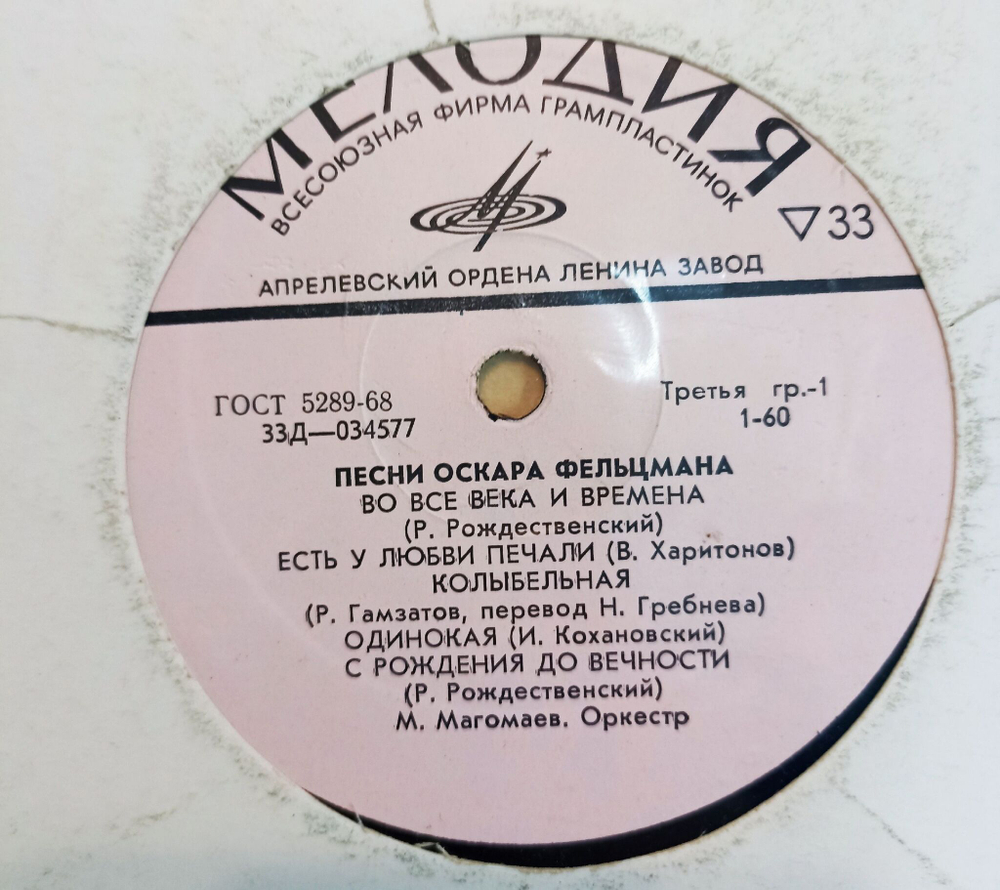 МЕЛОДИЯ
ВСЕСОЮЗНАЯ ФИРМА ГРАМПЛАСТИНОК
▽33
АПРЕЛЕВСКИЙ ОРДЕНА ЛЕНИНА ЗАВОД
ГОСТ 5289-68
33Д—034577
Третья гр.-1
1-60
ПЕСНИ ОСКАРА ФЕЛЬЦМАНА
ВО ВСЕ ВЕКА И ВРЕМЕНА
(Р. Рождественский)
ЕСТЬ У ЛЮБВИ ПЕЧАЛИ (В. Харитонов)
КОЛЫБЕЛЬНАЯ
(Р. Гамзатов, перевод Н. Гребнева)
ОДИНОКАЯ (И. Кохановский)
С РОЖДЕНИЯ ДО ВЕЧНОСТИ
(Р. Рождественский)
М. Магомаев. Оркестр